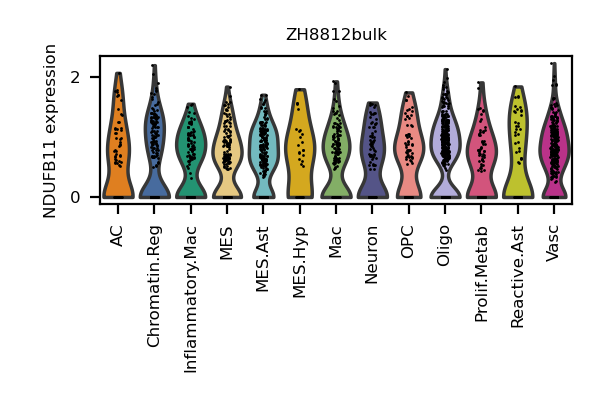 ZH8812bulk
NDUFB11 expression
2
0
AC
Chromatin.Reg
Inflammatory.Mac
MES
MES.Ast
MES.Hyp
Mac
Neuron
OPC
Oligo
Prolif.Metab
Reactive.Ast
Vasc